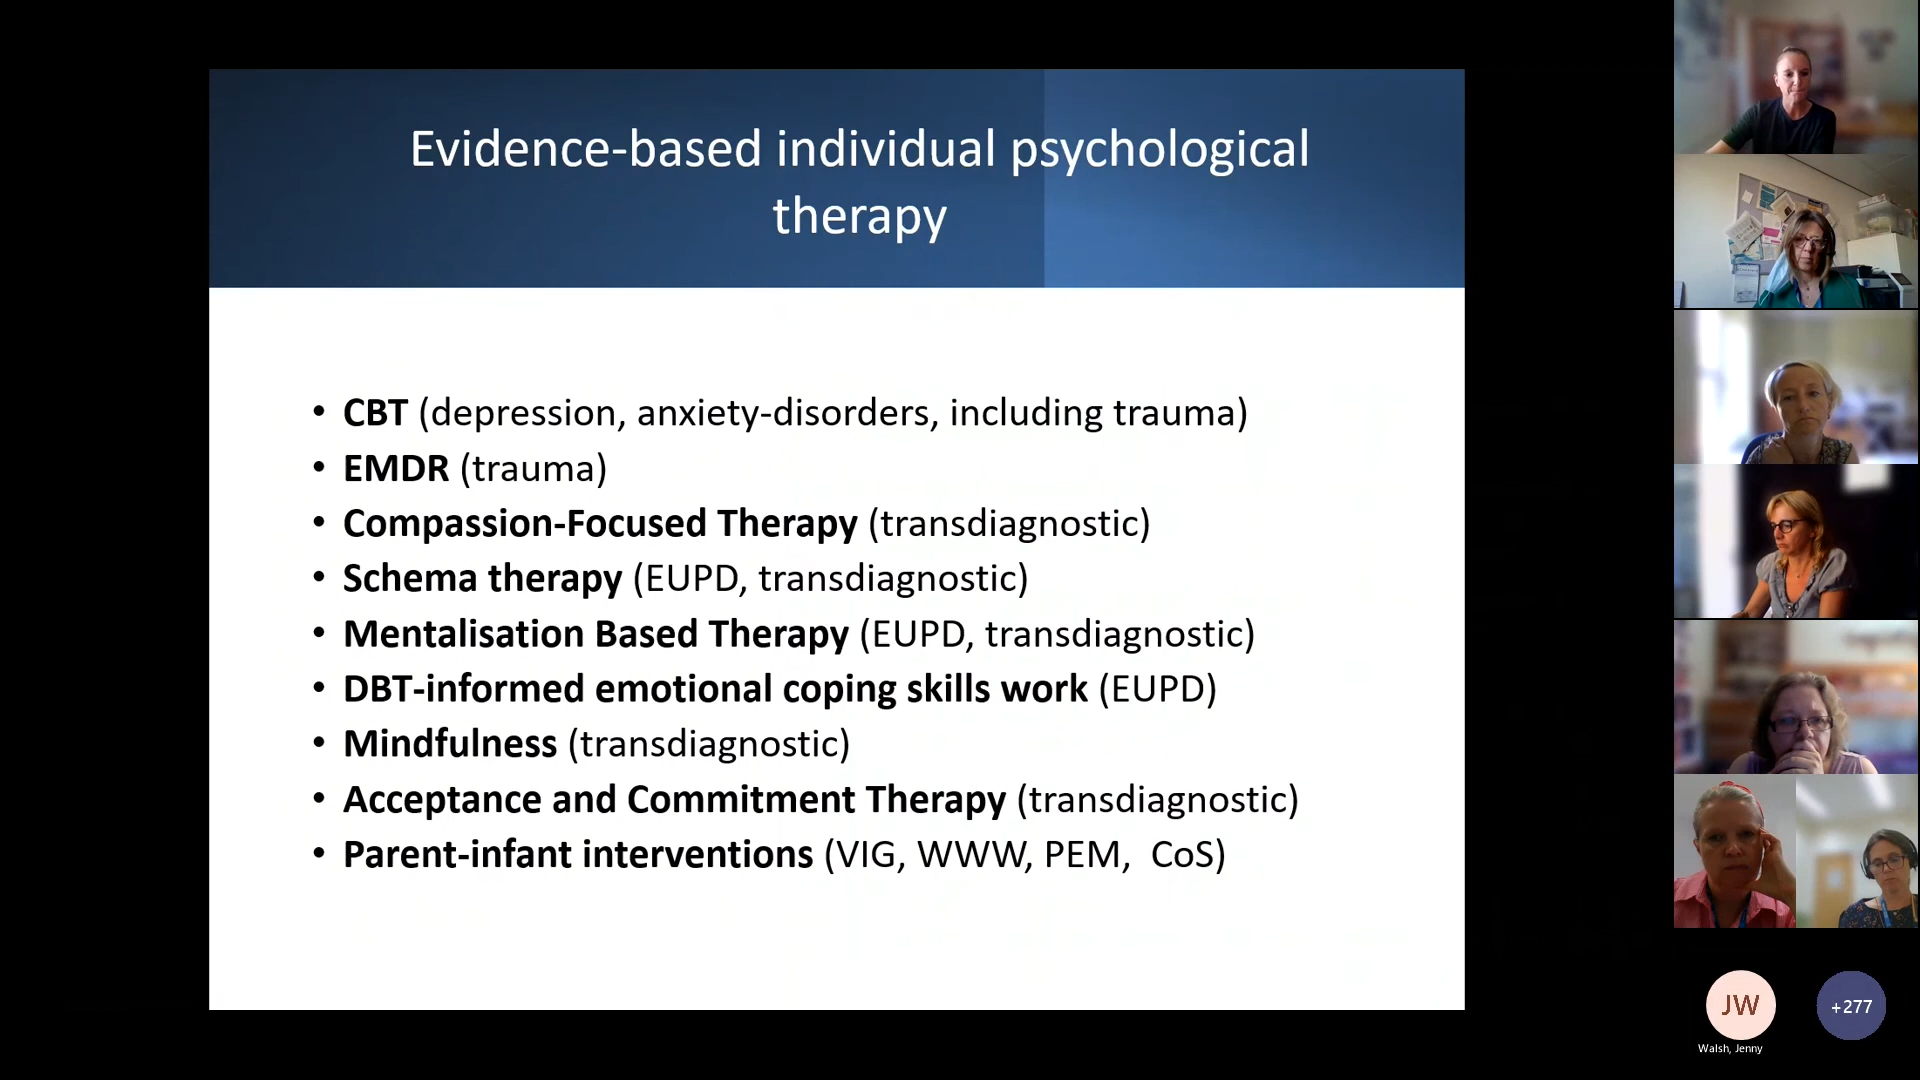 Evidence-based individual psychological
therapy
• CBT (depression, anxiety-disorders, including trauma)
• EMDR (trauma)
• Compassion-Focused Therapy (transdiagnostic)
• Schema therapy (EUPD, transdiagnostic)
• Mentalisation Based Therapy (EUPD, transdiagnostic)
• DBT-informed emotional coping skills work (EUPD)
• Mindfulness (transdiagnostic)
• Acceptance and Commitment Therapy (transdiagnostic)
• Parent-infant interventions (VIG, WWW, PEM,  CoS)
JW
+277
Walsh, Jenny